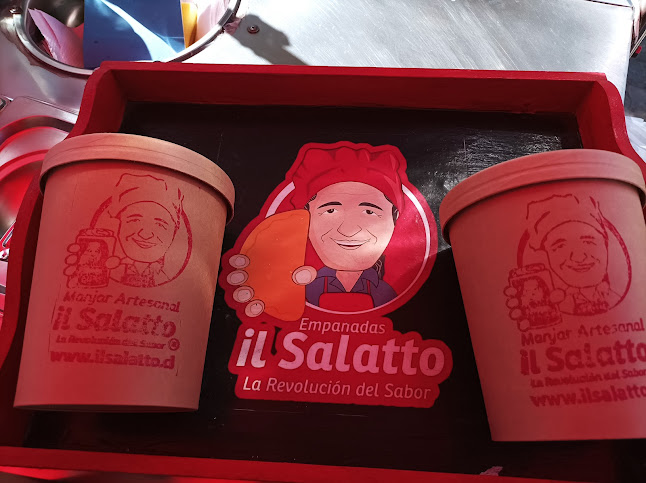 Manjar Artesanal
il Salatto®
La Revolución del Sabor
www.ilsalatto.cl
Empanadas
il Salatto
La Revolución del Sabor
Manjar Artesanal
il Salatto
La Revolución del Sabor
www.ilsalatto